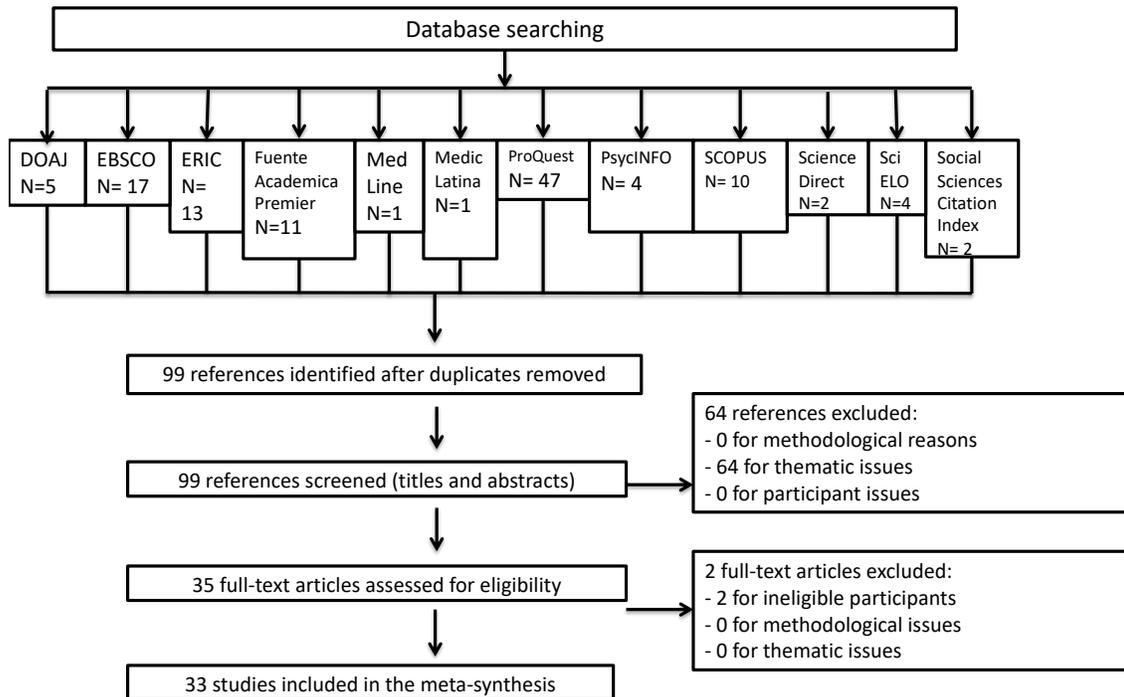 Database searching
DOAJ
N=5
EBSCO
N= 17
ERIC
N=
13
Fuente
Academica
Premier
N=11
Med
Line
N=1
Medic
Latina
N=1
ProQuest
N= 47
PsycINFO
N= 4
SCOPUS
N= 10
Science
Direct
N=2
Sci
ELO
N=4
Social
Sciences
Citation
Index
N= 2
99 references identified after duplicates removed
64 references excluded:
- 0 for methodological reasons
- 64 for thematic issues
- 0 for participant issues
99 references screened (titles and abstracts)
35 full-text articles assessed for eligibility
2 full-text articles excluded:
- 2 for ineligible participants
- 0 for methodological issues
- 0 for thematic issues
33 studies included in the meta-synthesis